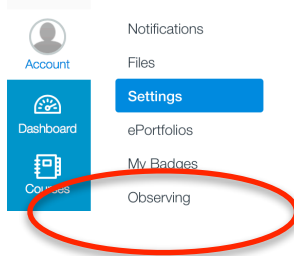 Account
Dashboard
Courses
Notifications
Files
Settings
ePortfolios
My Badges
Observing